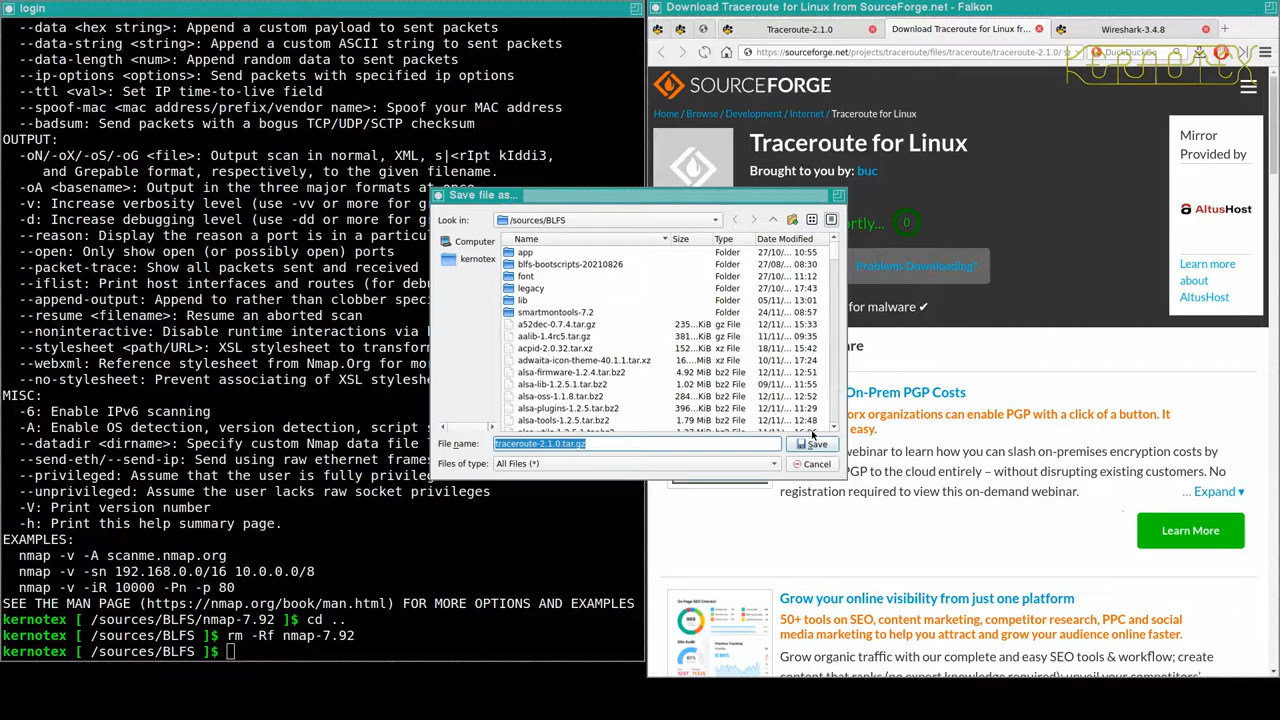 login
--data <hex string>: Append a custom payload to sent packets
--data-string <string>: Append a custom ASCII string to sent packets
--data-length <num>: Append random data to sent packets
--ip-options <options>: Send packets with specified ip options
--ttl <val>: Set IP time-to-live field
--spoof-mac <mac address/prefix/vendor name>: Spoof your MAC address
--badsum: Send packets with a bogus TCP/UDP/SCTP checksum
OUTPUT:
-oN/-oX/-oS/-oG <file>: Output scan in normal, XML, s|<rIpt kIddi3,
and Grepable format, respectively, to the given filename.
-oA <basename>: Output in the three major formats at once
-v: Increase verbosity level (use -vv or more for g
-d: Increase debugging level (use -dd or more for g
--reason: Display the reason a port is in a particu
--open: Only show open (or possibly open) ports
--packet-trace: Show all packets sent and received
--iflist: Print host interfaces and routes (for deb
--append-output: Append to rather than clobber spec
--resume <filename>: Resume an aborted scan
--noninteractive: Disable runtime interactions via
--stylesheet <path/URL>: XSL stylesheet to transfor
--webxml: Reference stylesheet from Nmap.Org for mo
--no-stylesheet: Prevent associating of XSL stylesh
MISC:
-6: Enable IPv6 scanning
-A: Enable OS detection, version detection, script
--datadir <dirname>: Specify custom Nmap data file
--send-eth/--send-ip: Send using raw ethernet frame
--privileged: Assume that the user is fully privile
--unprivileged: Assume the user lacks raw socket privileges
-V: Print version number
-h: Print this help summary page.
EXAMPLES:
nmap -v -A scanme.nmap.org
nmap -v -sn 192.168.0.0/16 10.0.0.0/8
nmap -v -iR 10000 -Pn -p 80
SEE THE MAN PAGE (https://nmap.org/book/man.html) FOR MORE OPTIONS AND EXAMPLES
kernotex [ /sources/BLFS/nmap-7.92 ]$ cd ..
kernotex [ /sources/BLFS ]$ rm -Rf nmap-7.92
kernotex [ /sources/BLFS ]$
Download Traceroute for Linux from SourceForge.net - Falkon
Traceroute-2.1.0
Download Traceroute for Linux fr...
Wireshark-3.4.8
https://sourceforge.net/projects/traceroute/files/traceroute/traceroute-2.1.0/
DuckDuckGo
KERNOTEX
SOURCEFORGE
Home / Browse / Development / Internet / Traceroute for Linux
Traceroute for Linux
Brought to you by: buc
ortly... 0
Problems Downloading?
for malware ✔
Mirror
Provided by
AltusHost
Learn more
about
AltusHost
Save file as...
Look in: /sources/BLFS
Computer
kernotex
Name Size Type Date Modified
app Folder 27/10/... 10:55
blfs-bootscripts-20210826 Folder 27/08/... 08:30
font Folder 27/10/... 11:12
legacy Folder 27/10/... 17:43
lib Folder 05/11/... 13:01
smartmontools-7.2 Folder 24/11/... 08:57
a52dec-0.7.4.tar.gz 235...KiB gz File 12/11/... 15:33
aalib-1.4rc5.tar.gz 381...KiB gz File 11/11/... 09:35
acpid-2.0.32.tar.xz 152...KiB xz File 18/11/... 15:42
adwaita-icon-theme-40.1.1.tar.xz 16....MiB xz File 10/11/... 17:24
alsa-firmware-1.2.4.tar.bz2 4.92 MiB bz2 File 12/11/... 12:51
alsa-lib-1.2.5.1.tar.bz2 1.02 MiB bz2 File 09/11/... 11:55
alsa-oss-1.1.8.tar.bz2 284...KiB bz2 File 12/11/... 12:52
alsa-plugins-1.2.5.tar.bz2 396...KiB bz2 File 12/11/... 11:29
alsa-tools-1.2.5.tar.bz2 1.79 MiB bz2 File 12/11/... 12:48
File name: traceroute-2.1.0.tar.gz Save
Files of type: All Files (*) Cancel
are
On-Prem PGP Costs
orx organizations can enable PGP with a click of a button. It
easy.
webinar to learn how you can slash on-premises encryption costs by
PGP to the cloud entirely – without disrupting existing customers. No
registration required to view this on-demand webinar. ... Expand ▾
Learn More
Grow your online visibility from just one platform
50+ tools on SEO, content marketing, competitor research, PPC and social
media marketing to help you attract and grow your audience online faster.
Grow organic traffic with our complete and easy SEO tools & workflow; create